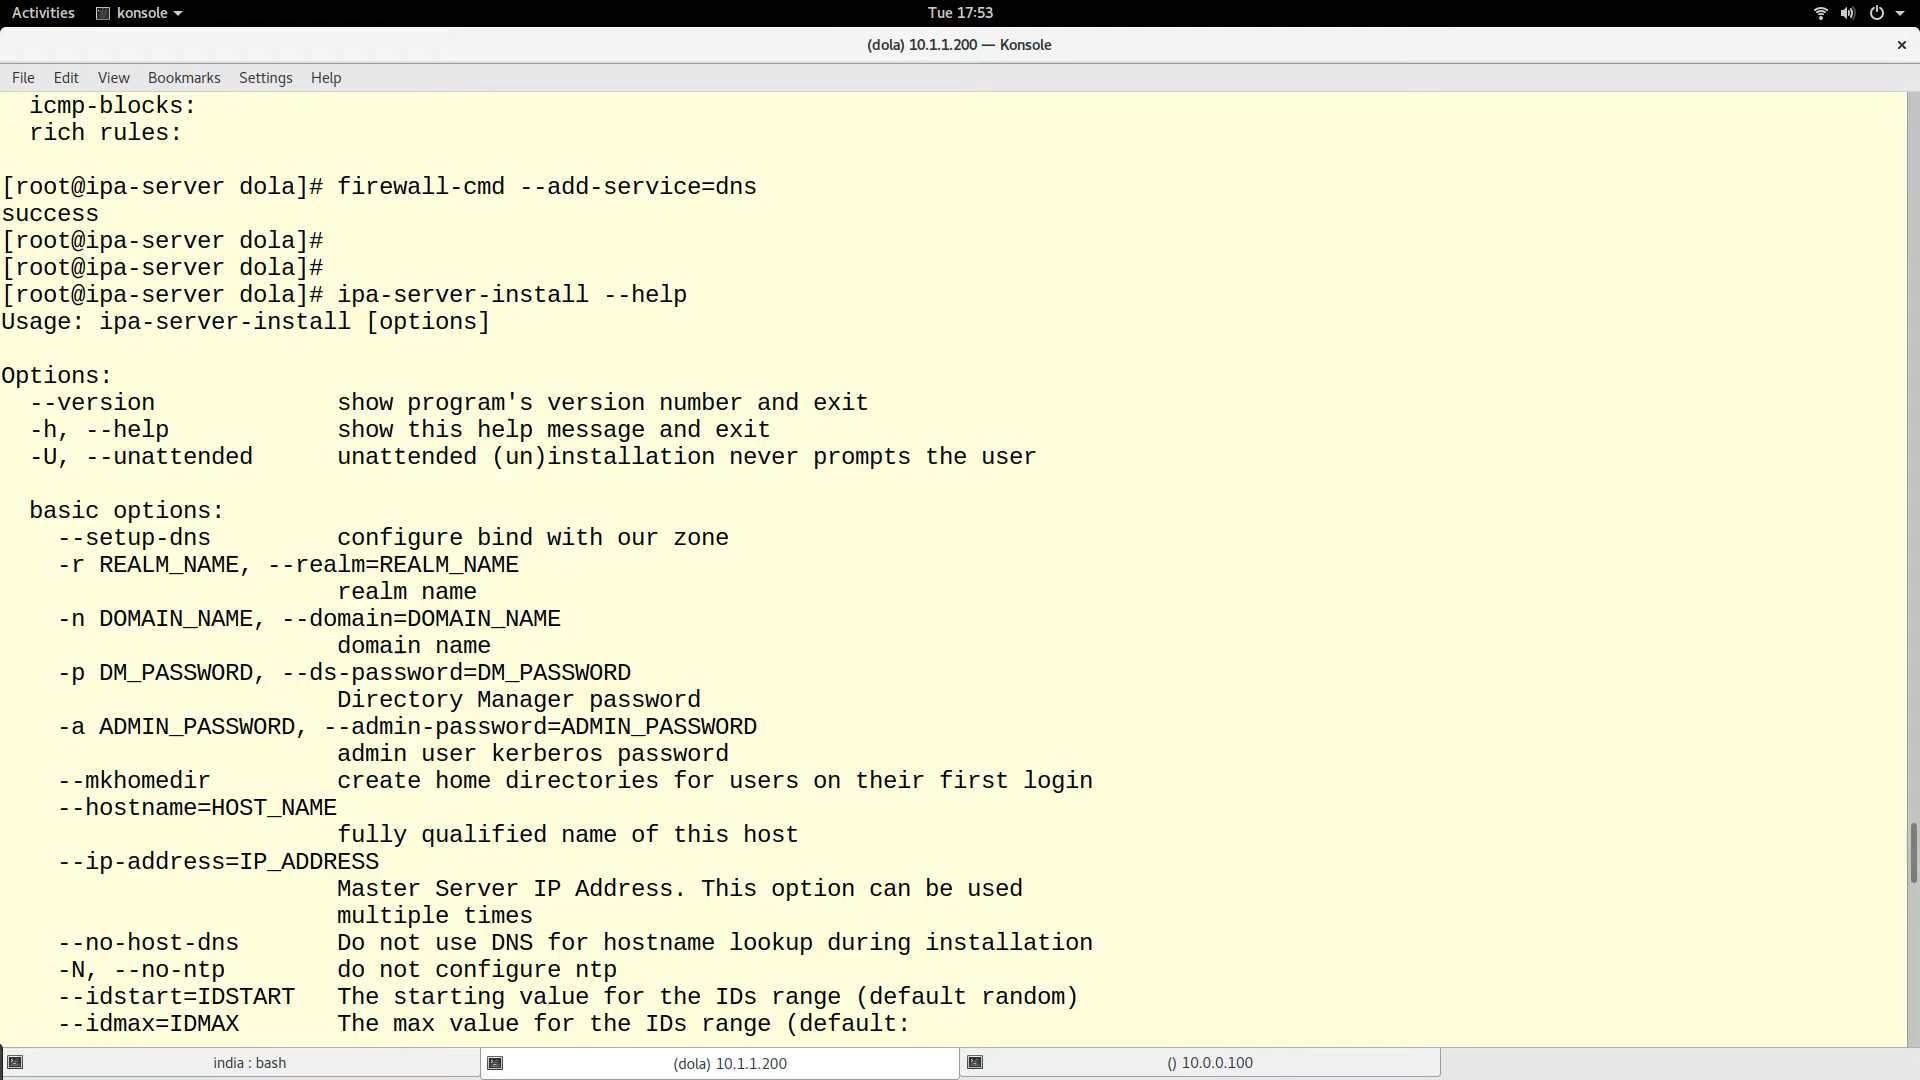 Activities konsole Tue 17:53
(dola) 10.1.1.200 — Konsole ×
File Edit View Bookmarks Settings Help
icmp-blocks:
rich rules:
[root@ipa-server dola]# firewall-cmd --add-service=dns
success
[root@ipa-server dola]#
[root@ipa-server dola]#
[root@ipa-server dola]# ipa-server-install --help
Usage: ipa-server-install [options]
Options:
--version show program's version number and exit
-h, --help show this help message and exit
-U, --unattended unattended (un)installation never prompts the user
basic options:
--setup-dns configure bind with our zone
-r REALM_NAME, --realm=REALM_NAME
realm name
-n DOMAIN_NAME, --domain=DOMAIN_NAME
domain name
-p DM_PASSWORD, --ds-password=DM_PASSWORD
Directory Manager password
-a ADMIN_PASSWORD, --admin-password=ADMIN_PASSWORD
admin user kerberos password
--mkhomedir create home directories for users on their first login
--hostname=HOST_NAME
fully qualified name of this host
--ip-address=IP_ADDRESS
Master Server IP Address. This option can be used
multiple times
--no-host-dns Do not use DNS for hostname lookup during installation
-N, --no-ntp do not configure ntp
--idstart=IDSTART The starting value for the IDs range (default random)
--idmax=IDMAX The max value for the IDs range (default:
india : bash (dola) 10.1.1.200 () 10.0.0.100